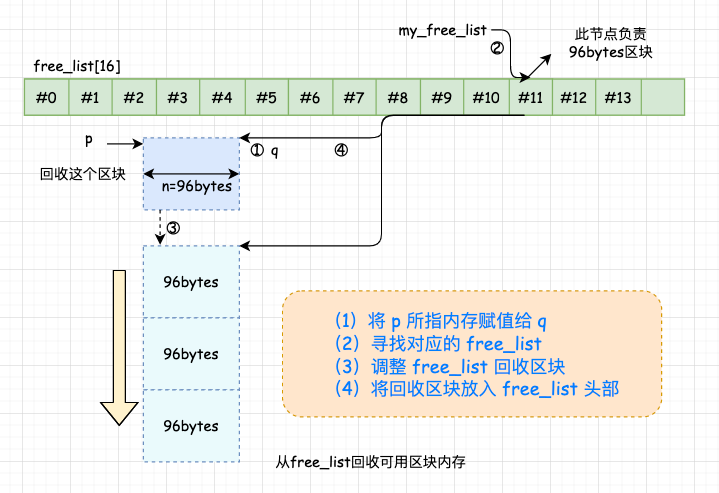 my_free_list
②
此节点负责
96bytes区块
free_list[16]
#0 #1 #2 #3 #4 #5 #6 #7 #8 #9 #10 #11 #12 #13
p
① q
④
回收这个区块
n=96bytes
③
96bytes
96bytes
96bytes
（1）将 p 所指内存赋值给 q
（2）寻找对应的 free_list
（3）调整 free_list 回收区块
（4）将回收区块放入 free_list 头部
从free_list回收可用区块内存